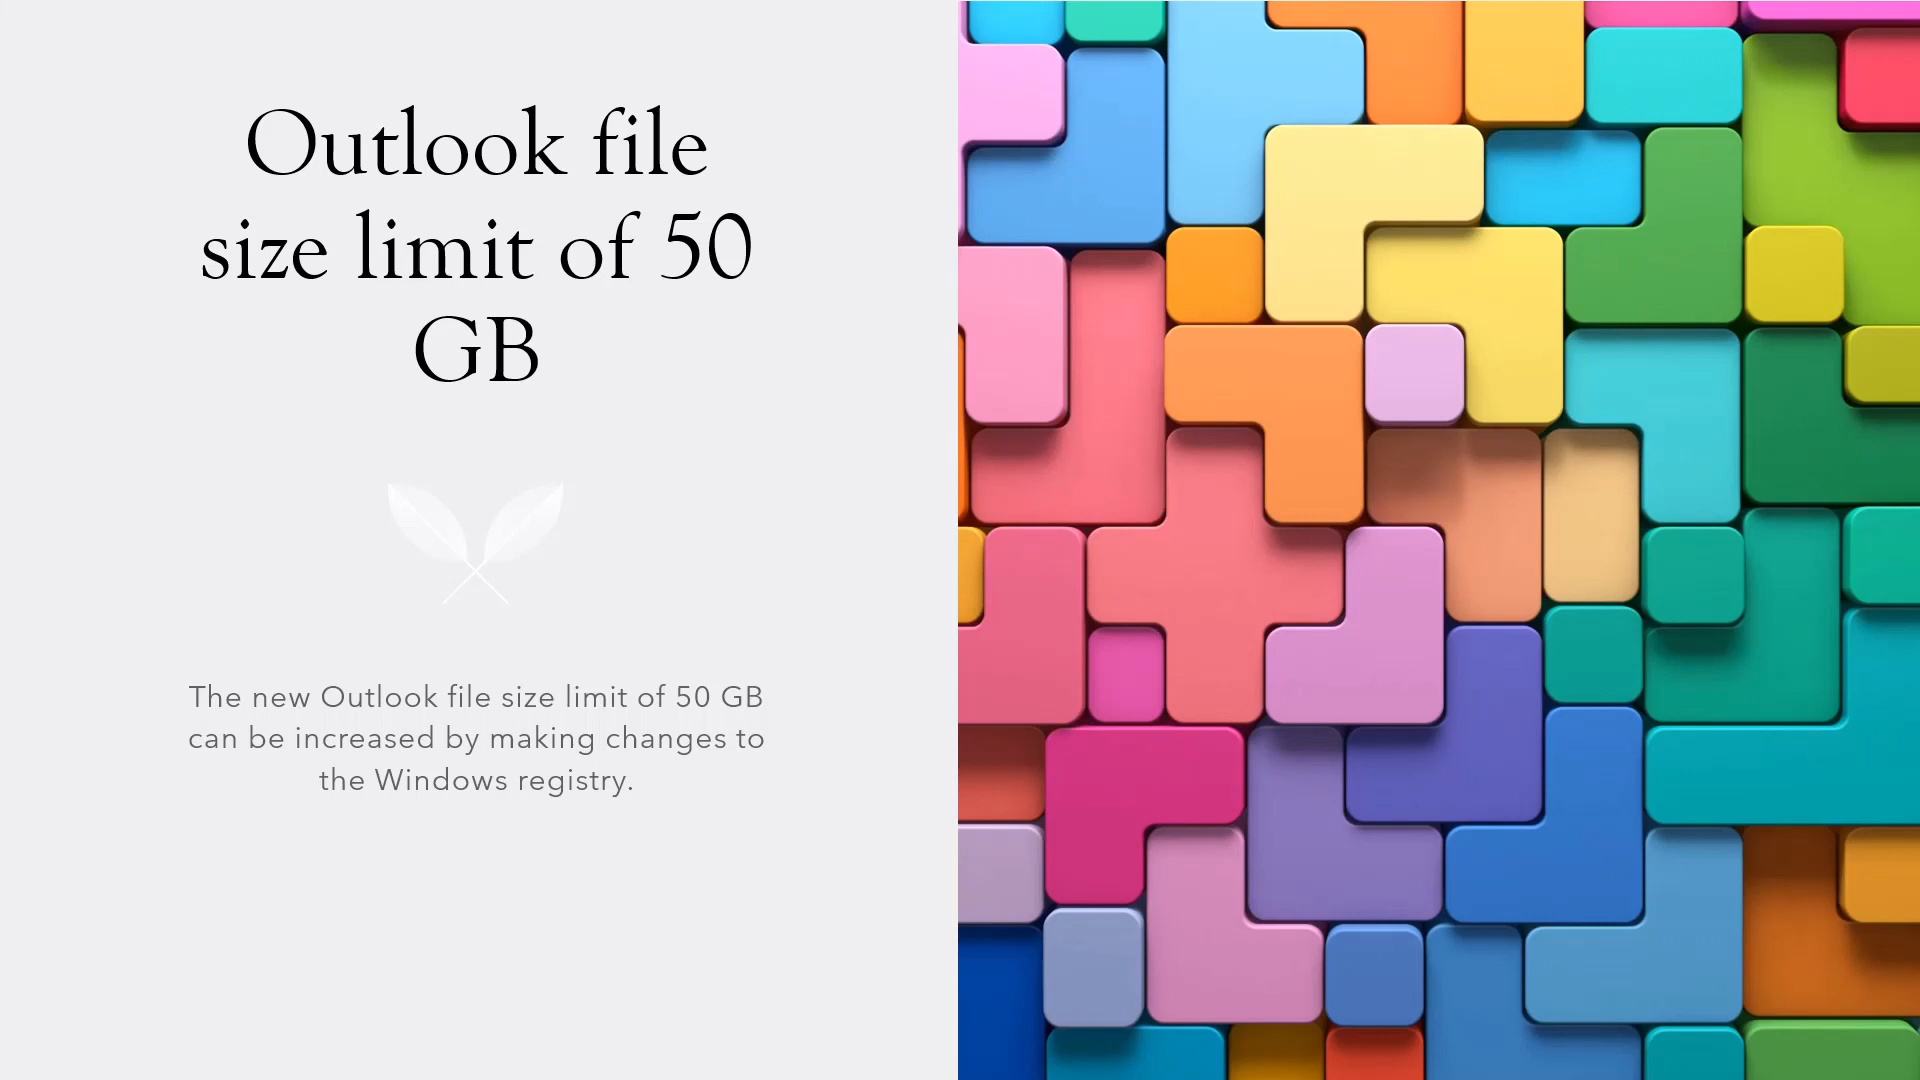 Outlook file
size limit of 50
GB
The new Outlook file size limit of 50 GB
can be increased by making changes to
the Windows registry.